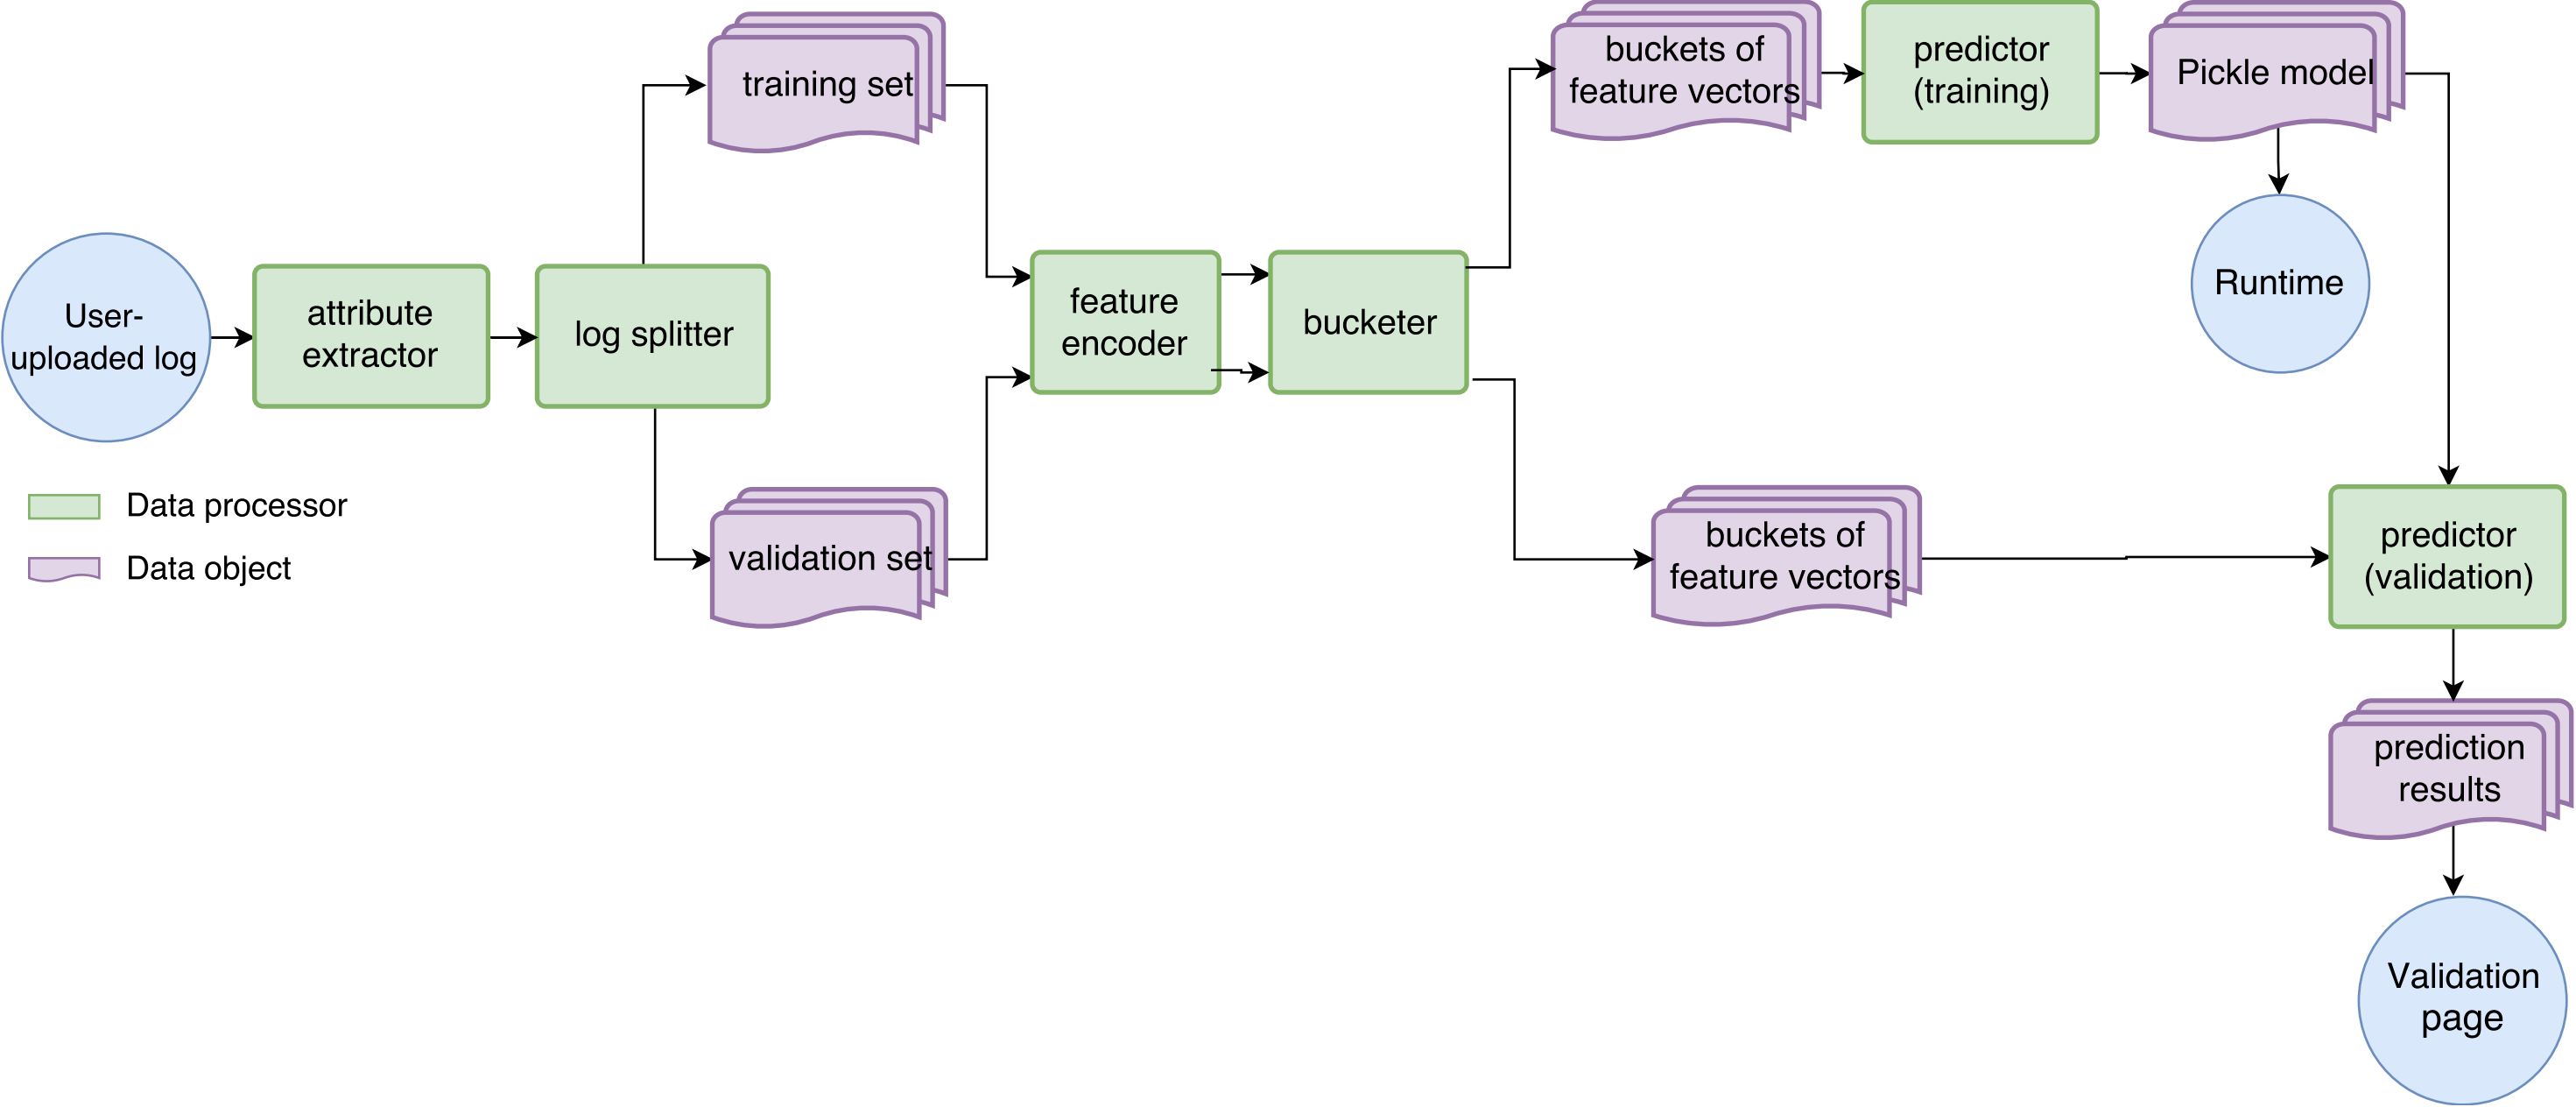 training set
buckets of
feature vectors
predictor
(training)
Pickle model
User-
uploaded log
attribute
extractor
log splitter
feature
encoder
bucketer
Runtime
Data processor
Data object
validation set
buckets of
feature vectors
predictor
(validation)
prediction
results
Validation
page